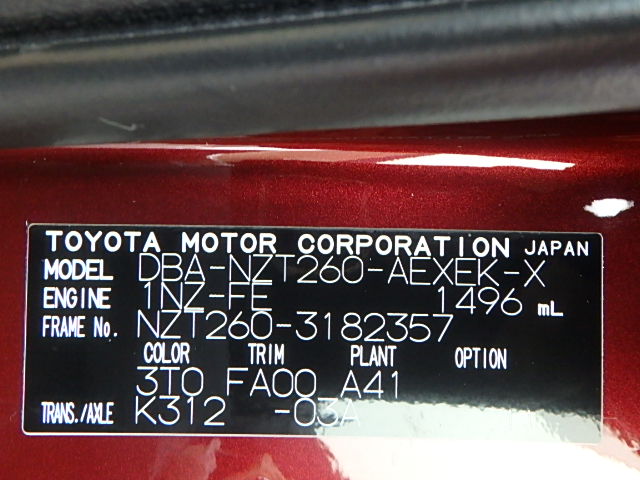 TOYOTA MOTOR CORPORATION JAPAN
MODEL DBA-NZT260-AEXEK-X
ENGINE 1NZ-FE 1496 mL
FRAME No. NZT260-3182357
COLOR TRIM PLANT OPTION
3T0 FA00 A41
TRANS./AXLE K312 -03A